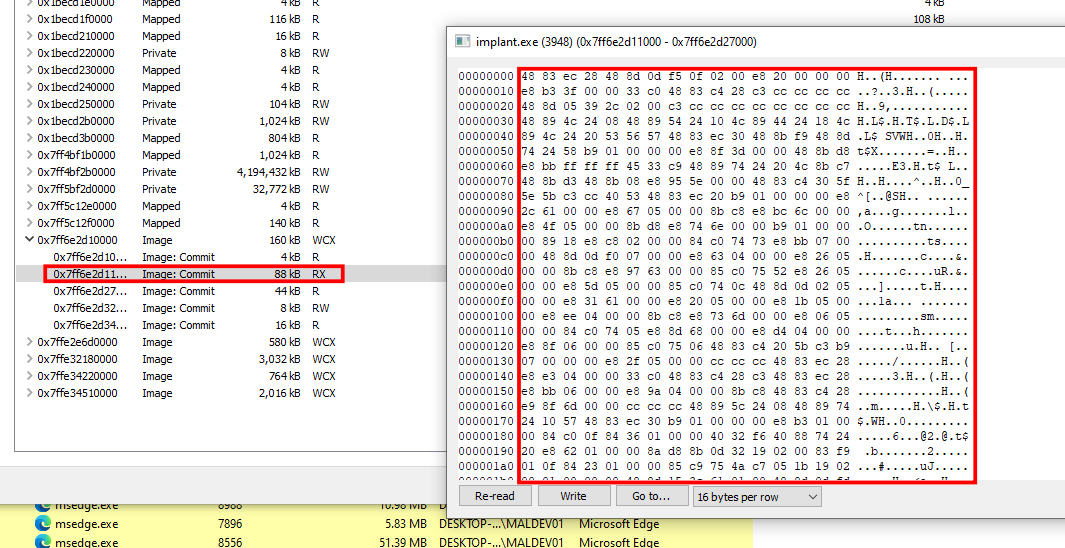 0x1becd1e0000 Mapped 4 kB R 4 kB
0x1becd1f0000 Mapped 116 kB R 108 kB
0x1becd210000 Mapped 16 kB R
0x1becd220000 Private 8 kB RW
0x1becd230000 Mapped 4 kB R
0x1becd240000 Mapped 4 kB R
0x1becd250000 Private 104 kB RW
0x1becd2b0000 Private 1,024 kB RW
0x1becd3b0000 Mapped 804 kB R
0x7ff4bf1b0000 Mapped 1,024 kB R
0x7ff4bf2b0000 Private 4,194,432 kB RW
0x7ff5bf2d0000 Private 32,772 kB RW
0x7ff5c12e0000 Mapped 4 kB R
0x7ff5c12f0000 Mapped 140 kB R
0x7ff6e2d10000 Image 160 kB WCX
0x7ff6e2d10... Image: Commit 4 kB R
0x7ff6e2d11... Image: Commit 88 kB RX
0x7ff6e2d27... Image: Commit 44 kB R
0x7ff6e2d32... Image: Commit 8 kB RW
0x7ff6e2d34... Image: Commit 16 kB R
0x7ffe2e6d0000 Image 580 kB WCX
0x7ffe32180000 Image 3,032 kB WCX
0x7ffe34220000 Image 764 kB WCX
0x7ffe34510000 Image 2,016 kB WCX
implant.exe (3948) (0x7ff6e2d11000 - 0x7ff6e2d27000)
00000000 48 83 ec 28 48 8d 0d f5 0f 02 00 e8 20 00 00 00 H..(H....... ...
00000010 e8 b3 3f 00 00 33 c0 48 83 c4 28 c3 cc cc cc cc ..?..3.H..(.....
00000020 48 8d 05 39 2c 02 00 c3 cc cc cc cc cc cc cc cc H..9,...........
00000030 48 89 4c 24 08 48 89 54 24 10 4c 89 44 24 18 4c H.L$.H.T$.L.D$.L
00000040 89 4c 24 20 53 56 57 48 83 ec 30 48 8b f9 48 8d .L$ SVWH..0H..H.
00000050 74 24 58 b9 01 00 00 00 e8 8f 3d 00 00 48 8b d8 t$X.......=..H..
00000060 e8 bb ff ff ff 45 33 c9 48 89 74 24 20 4c 8b c7 .....E3.H.t$ L..
00000070 48 8b d3 48 8b 08 e8 95 5e 00 00 48 83 c4 30 5f H..H....^..H..0_
00000080 5e 5b c3 cc 40 53 48 83 ec 20 b9 01 00 00 00 e8 ^[..@SH.. ......
00000090 2c 61 00 00 e8 67 05 00 00 8b c8 e8 bc 6c 00 00 ,a...g.......l..
000000a0 e8 4f 05 00 00 8b d8 e8 74 6e 00 00 b9 01 00 00 .O......tn......
000000b0 00 89 18 e8 c8 02 00 00 84 c0 74 73 e8 bb 07 00 ..........ts....
000000c0 00 48 8d 0d f0 07 00 00 e8 63 04 00 00 e8 26 05 .H.......c....&.
000000d0 00 00 8b c8 e8 97 63 00 00 85 c0 75 52 e8 26 05 ......c....uR.&.
000000e0 00 00 e8 5d 05 00 00 85 c0 74 0c 48 8d 0d 02 05 ...].....t.H....
000000f0 00 00 e8 31 61 00 00 e8 20 05 00 00 e8 1b 05 00 ...1a... .......
00000100 00 e8 ee 04 00 00 8b c8 e8 73 6d 00 00 e8 06 05 .........sm.....
00000110 00 00 84 c0 74 05 e8 8d 68 00 00 e8 d4 04 00 00 ....t...h.......
00000120 e8 8f 06 00 00 85 c0 75 06 48 83 c4 20 5b c3 b9 .......u.H.. [..
00000130 07 00 00 00 e8 2f 05 00 00 cc cc cc 48 83 ec 28 ...../......H..(
00000140 e8 e3 04 00 00 33 c0 48 83 c4 28 c3 48 83 ec 28 .....3.H..(.H..(
00000150 e8 bb 06 00 00 e8 9a 04 00 00 8b c8 48 83 c4 28 ............H..(
00000160 e9 8f 6d 00 00 cc cc cc 48 89 5c 24 08 48 89 74 ..m.....H.\$.H.t
00000170 24 10 57 48 83 ec 30 b9 01 00 00 00 e8 b3 01 00 $.WH..0.........
00000180 00 84 c0 0f 84 36 01 00 00 40 32 f6 40 88 74 24 .....6...@2.@.t$
00000190 20 e8 62 01 00 00 8a d8 8b 0d 32 19 02 00 83 f9 .b.......2.....
000001a0 01 0f 84 23 01 00 00 85 c9 75 4a c7 05 1b 19 02 ...#.....uJ.....
Re-read Write Go to... 16 bytes per row
msedge.exe 8988 10.98 MB DESKTOP-...\MALDEV01 Microsoft Edge
msedge.exe 7896 5.83 MB DESKTOP-...\MALDEV01 Microsoft Edge
msedge.exe 8556 51.39 MB DESKTOP-...\MALDEV01 Microsoft Edge